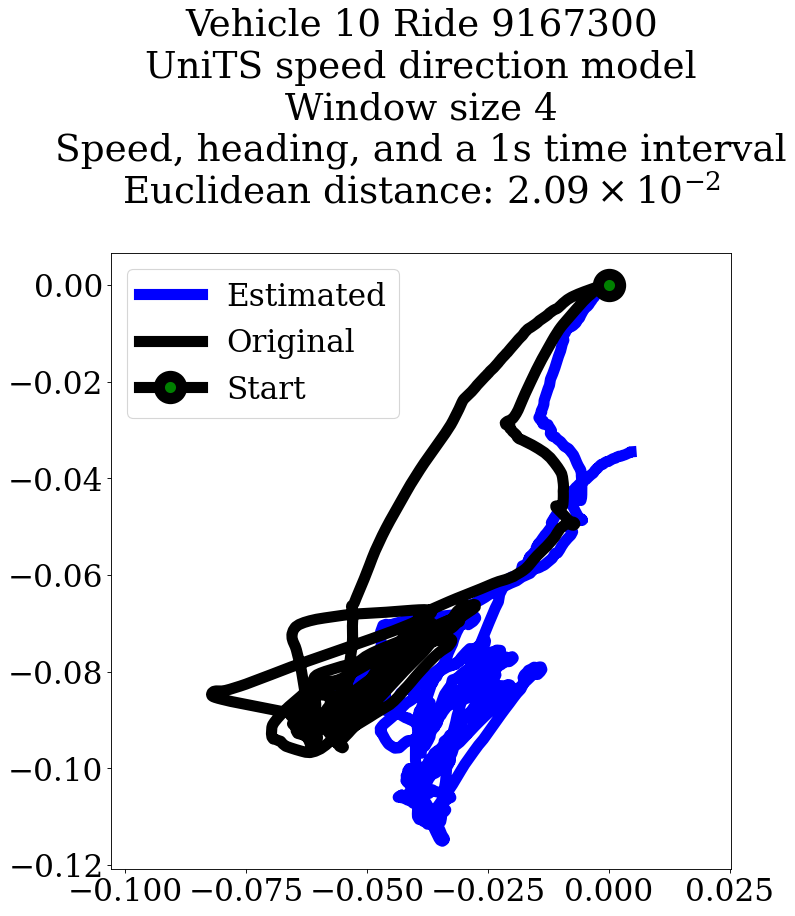 Vehicle 10 Ride 9167300
UniTS speed direction model
Window size 4
Speed, heading, and a 1s time interval
Euclidean distance: 2.09 × 10⁻²
Estimated
Original
Start
0.00
−0.02
−0.04
−0.06
−0.08
−0.10
−0.12
−0.100 −0.075 −0.050 −0.025 0.000 0.025